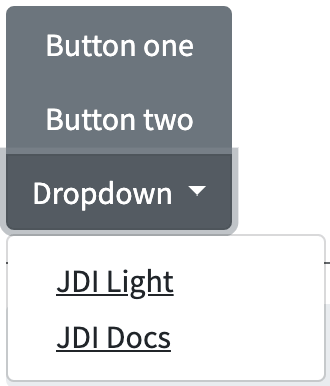 Button one
Button two
Dropdown
JDI Light
JDI Docs